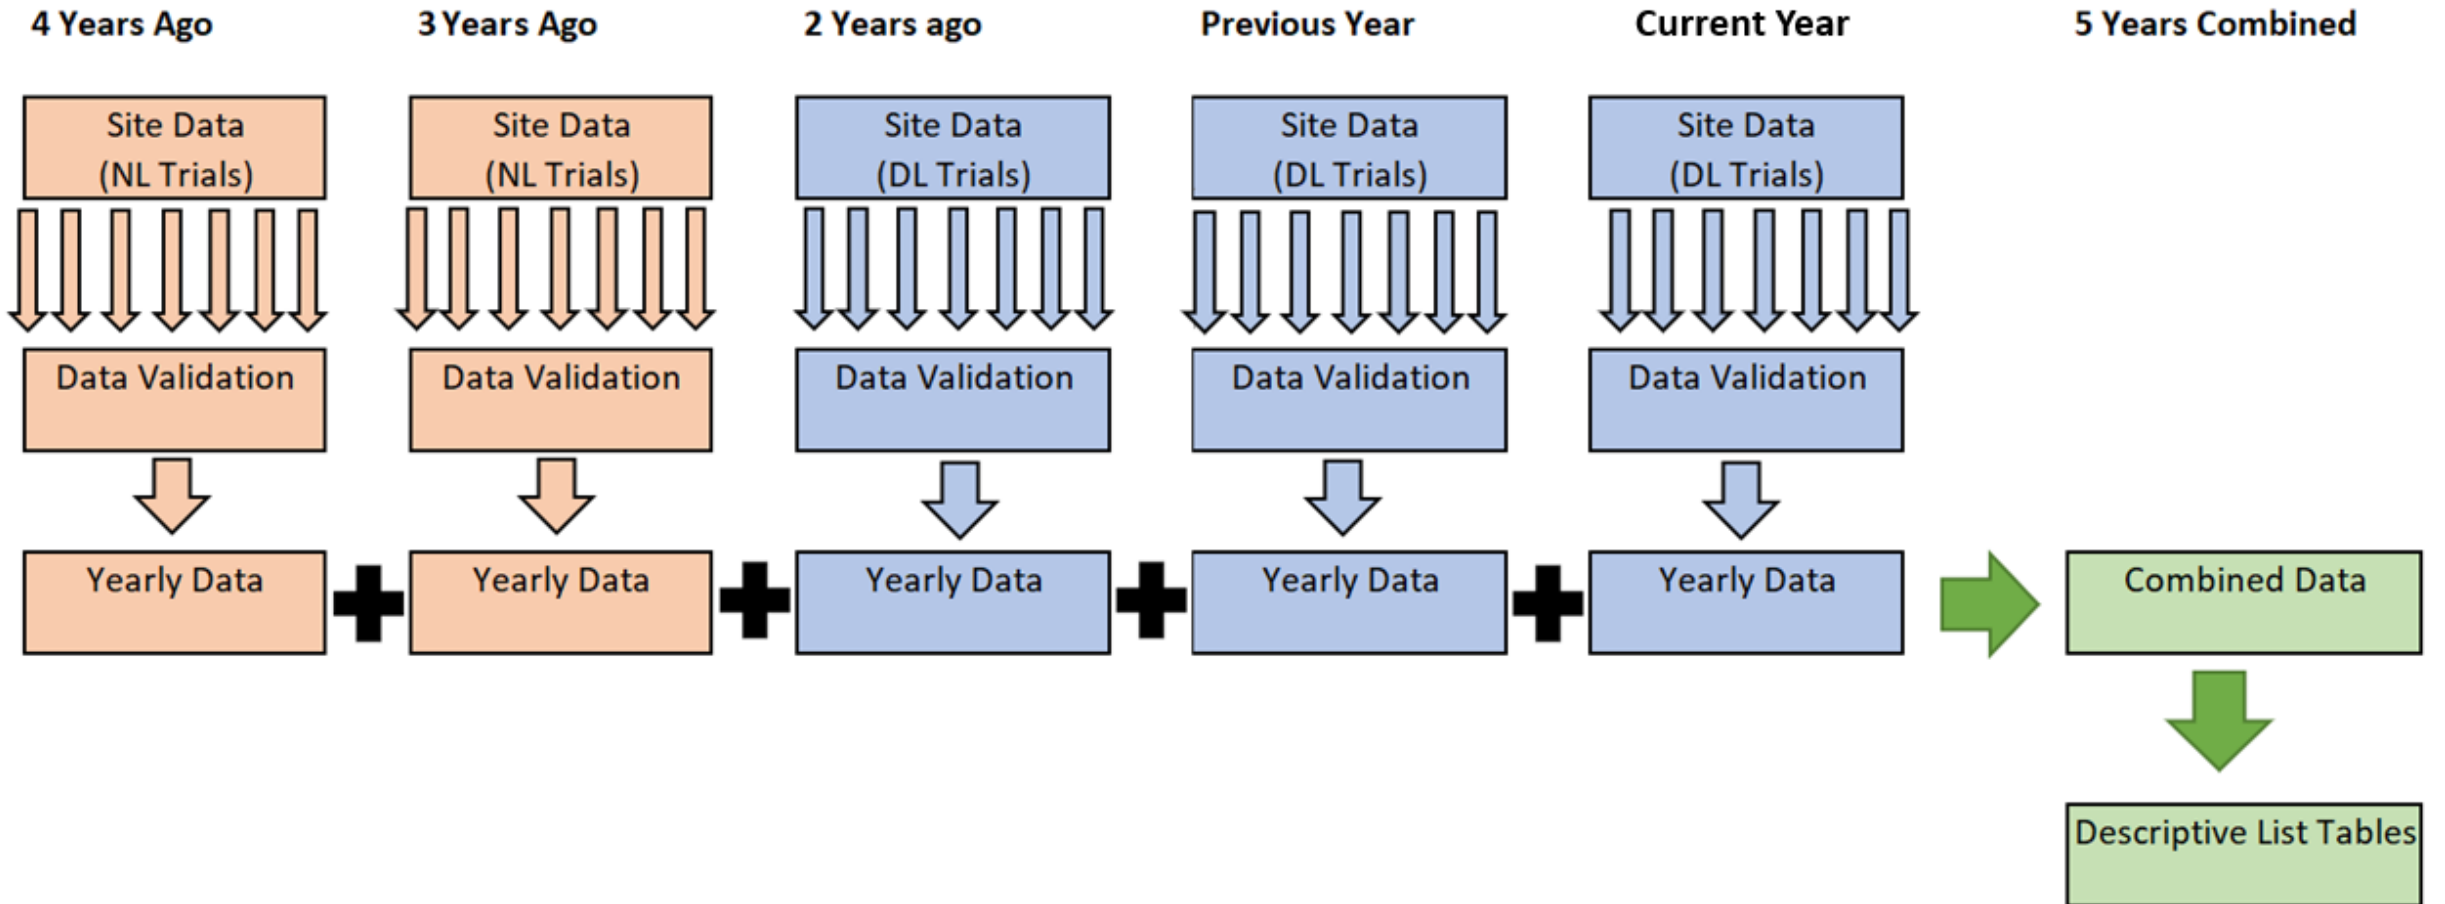 4 Years Ago
3 Years Ago
2 Years ago
Previous Year
Current Year
5 Years Combined
Site Data
(NL Trials)
Site Data
(NL Trials)
Site Data
(DL Trials)
Site Data
(DL Trials)
Site Data
(DL Trials)
Data Validation
Data Validation
Data Validation
Data Validation
Data Validation
Yearly Data
Yearly Data
Yearly Data
Yearly Data
Yearly Data
Combined Data
Descriptive List Tables